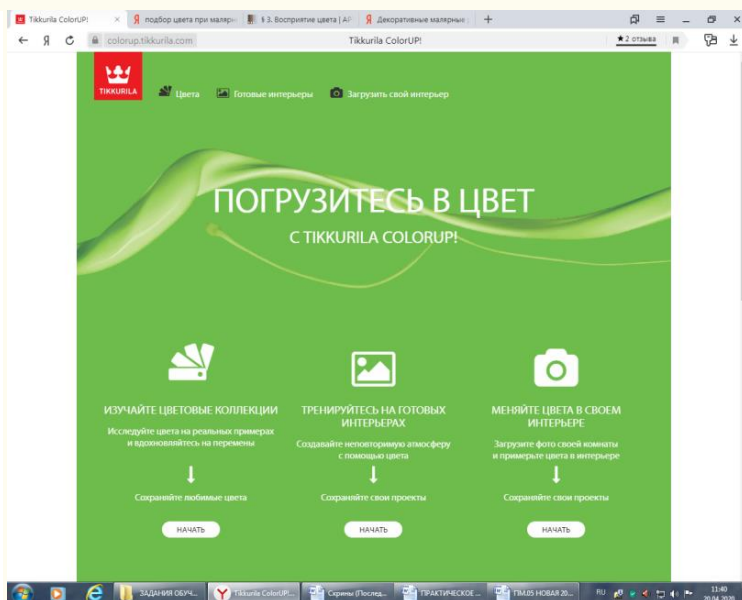 Tikkurila ColorUP!
подбор цвета при малярн
§ 3. Восприятие цвета | АР
Декоративные малярные
colorup.tikkurila.com
Tikkurila ColorUP!
★2 отзыва
TIKKURILA
Цвета
Готовые интерьеры
Загрузить свой интерьер
ПОГРУЗИТЕСЬ В ЦВЕТ
С TIKKURILA COLORUP!
ИЗУЧАЙТЕ ЦВЕТОВЫЕ КОЛЛЕКЦИИ
Исследуйте цвета на реальных примерах
и вдохновляйтесь на перемены
Сохраняйте любимые цвета
НАЧАТЬ
ТРЕНИРУЙТЕСЬ НА ГОТОВЫХ
ИНТЕРЬЕРАХ
Создавайте неповторимую атмосферу
с помощью цвета
Сохраняйте свои проекты
НАЧАТЬ
МЕНЯЙТЕ ЦВЕТА В СВОЕМ
ИНТЕРЬЕРЕ
Загрузите фото своей комнаты
и примерьте цвета в интерьере
Сохраняйте свои проекты
НАЧАТЬ
ЗАДАНИЯ ОБУЧ...
Tikkurila ColorUP!...
Скрины (Послед...
ПРАКТИЧЕСКОЕ ...
ПМ.05 НОВАЯ 20...
RU
11:40
20.04.2020